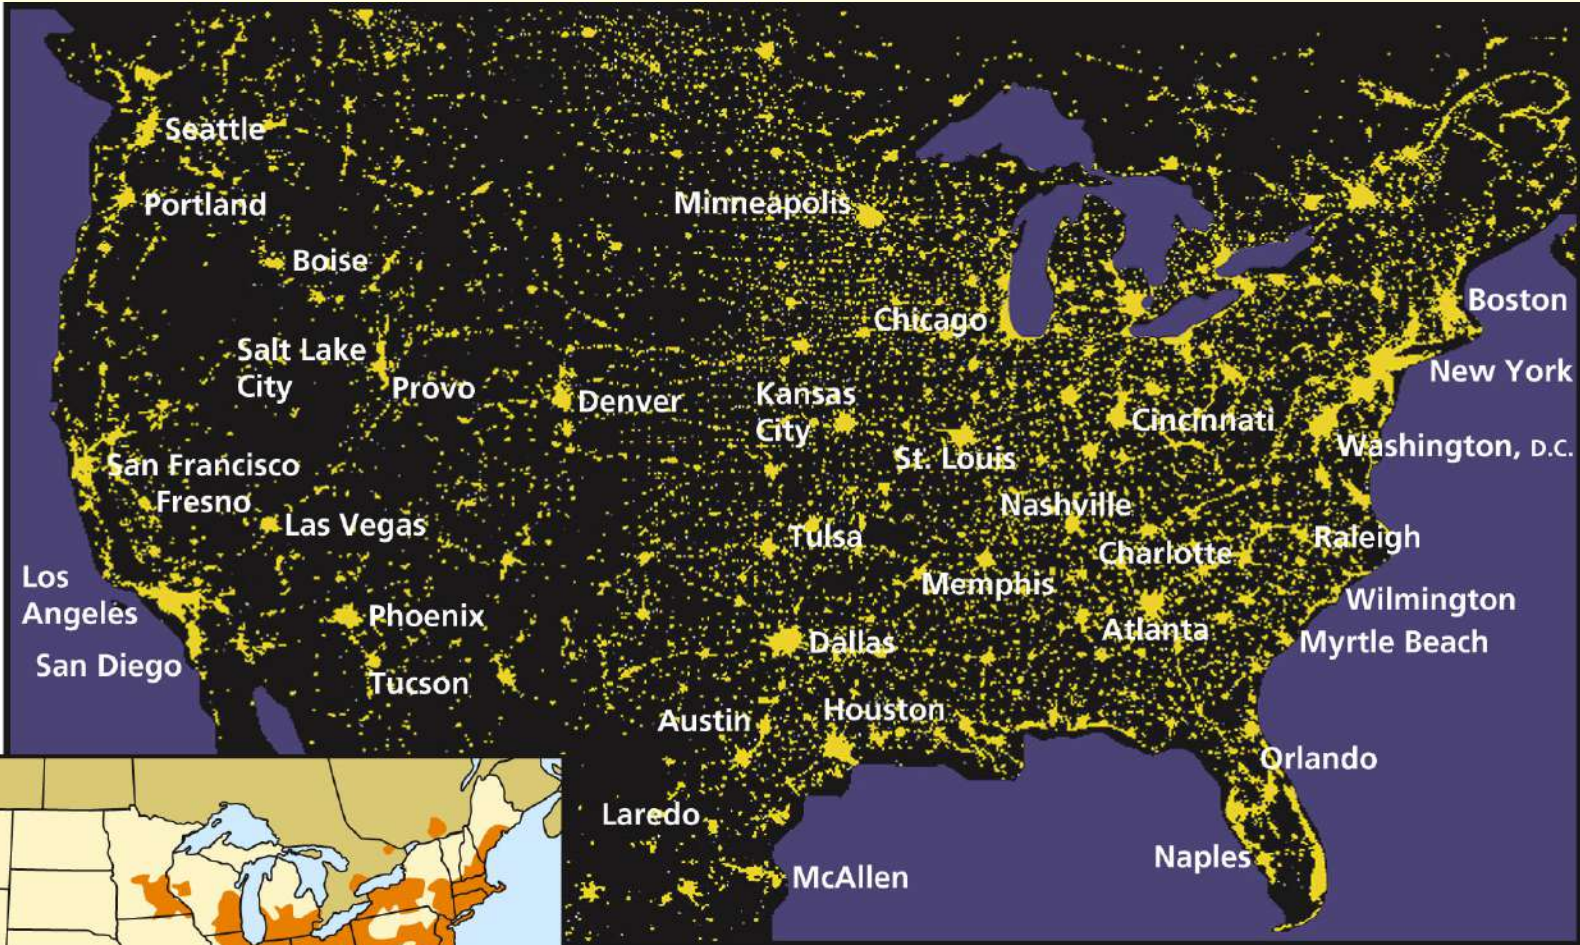 Seattle
Portland
Minneapolis
Boise
Boston
Chicago
Salt Lake
City
Provo
New York
Denver
Kansas
City
Cincinnati
Washington, D.C.
St. Louis
San Francisco
Fresno
Las Vegas
Nashville
Tulsa
Raleigh
Charlotte
Memphis
Los
Angeles
Wilmington
Phoenix
Atlanta
Dallas
Myrtle Beach
San Diego
Tucson
Austin
Houston
Orlando
Laredo
Naples
McAllen